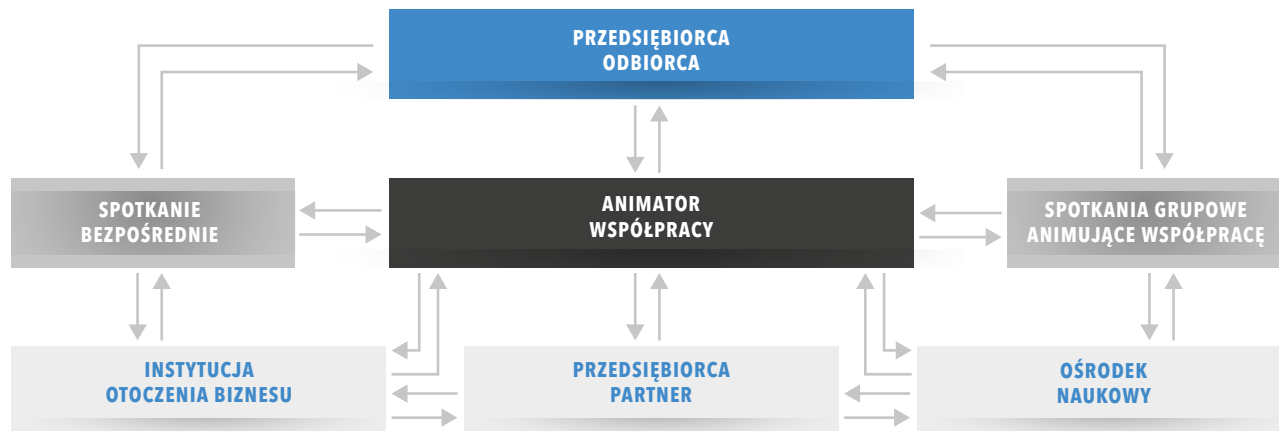 PRZEDSIĘBIORCA
ODBIORCA
SPOTKANIE
BEZPOŚREDNIE
ANIMATOR
WSPÓŁPRACY
SPOTKANIA GRUPOWE
ANIMUJĄCE WSPÓŁPRACĘ
INSTYTUCJA
OTOCZENIA BIZNESU
PRZEDSIĘBIORCA
PARTNER
OŚRODEK
NAUKOWY